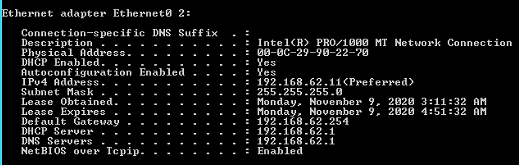 Ethernet adapter Ethernet0 2:
Connection-specific DNS Suffix . :
Description . . . . . . . . . . . : Intel(R) PRO/1000 MT Network Connection
Physical Address. . . . . . . . . : 00-0C-29-90-22-70
DHCP Enabled. . . . . . . . . . . : Yes
Autoconfiguration Enabled . . . . : Yes
IPv4 Address. . . . . . . . . . . : 192.168.62.11(Preferred)
Subnet Mask . . . . . . . . . . . : 255.255.255.0
Lease Obtained. . . . . . . . . . : Monday, November 9, 2020 3:11:32 AM
Lease Expires . . . . . . . . . . : Monday, November 9, 2020 4:51:32 AM
Default Gateway . . . . . . . . . : 192.168.62.254
DHCP Server . . . . . . . . . . . : 192.168.62.1
DNS Servers . . . . . . . . . . . : 192.168.62.1
NetBIOS over Tcpip. . . . . . . . : Enabled